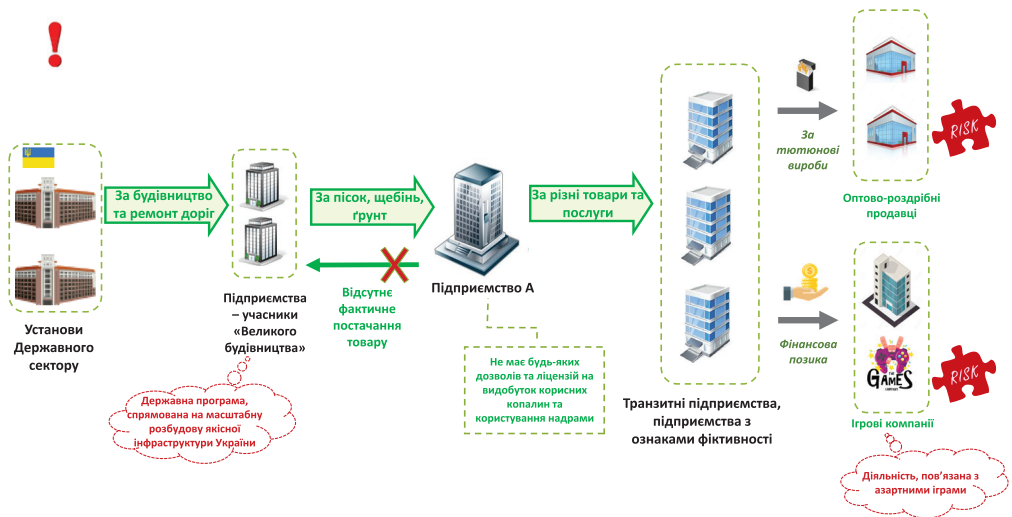 Установи
Державного
сектору
За будівництво
та ремонт доріг
Підприємства
– учасники
«Великого
будівництва»
Державна програма,
спрямована на масштабну
розбудову якісної
інфраструктури України
За пісок, щебінь,
ґрунт
Відсутнє
фактичне
постачання
товару
Підприємство А
Не має будь-яких
дозволів та ліцензій на
видобуток корисних
копалин та
користування надрами
За різні товари та
послуги
Транзитні підприємства,
підприємства з
ознаками фіктивності
За
тютюнові
вироби
Оптово-роздрібні
продавці
RISK
Фінансова
позика
THE
GAMES
Ігрові компанії
RISK
Діяльність, пов’язана з
азартними іграми